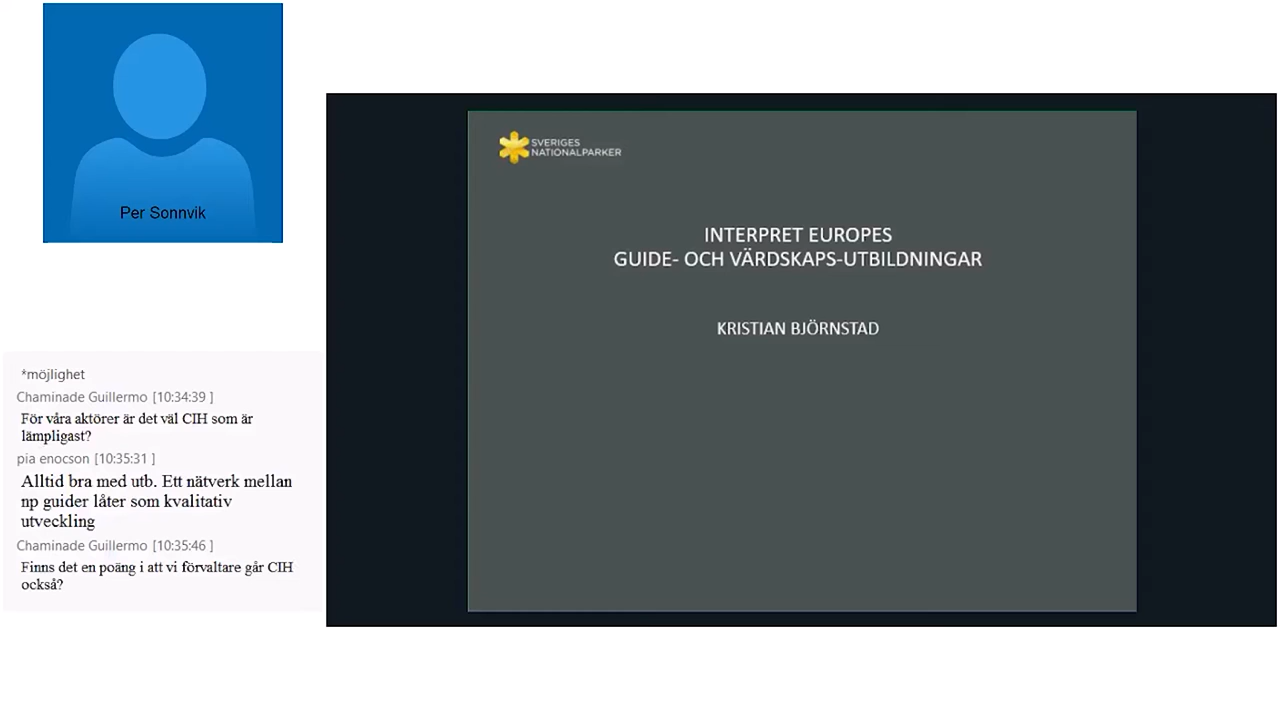 Per Sonnvik
*möjlighet
Chaminade Guillermo [10:34:39 ]
För våra aktörer är det väl CIH som är
lämpligast?
pia enocson [10:35:31 ]
Alltid bra med utb. Ett nätverk mellan
np guider låter som kvalitativ
utveckling
Chaminade Guillermo [10:35:46 ]
Finns det en poäng i att vi förvaltare går CIH
också?
SVERIGES
NATIONALPARKER
INTERPRET EUROPES
GUIDE- OCH VÄRDSKAPS-UTBILDNINGAR
KRISTIAN BJÖRNSTAD